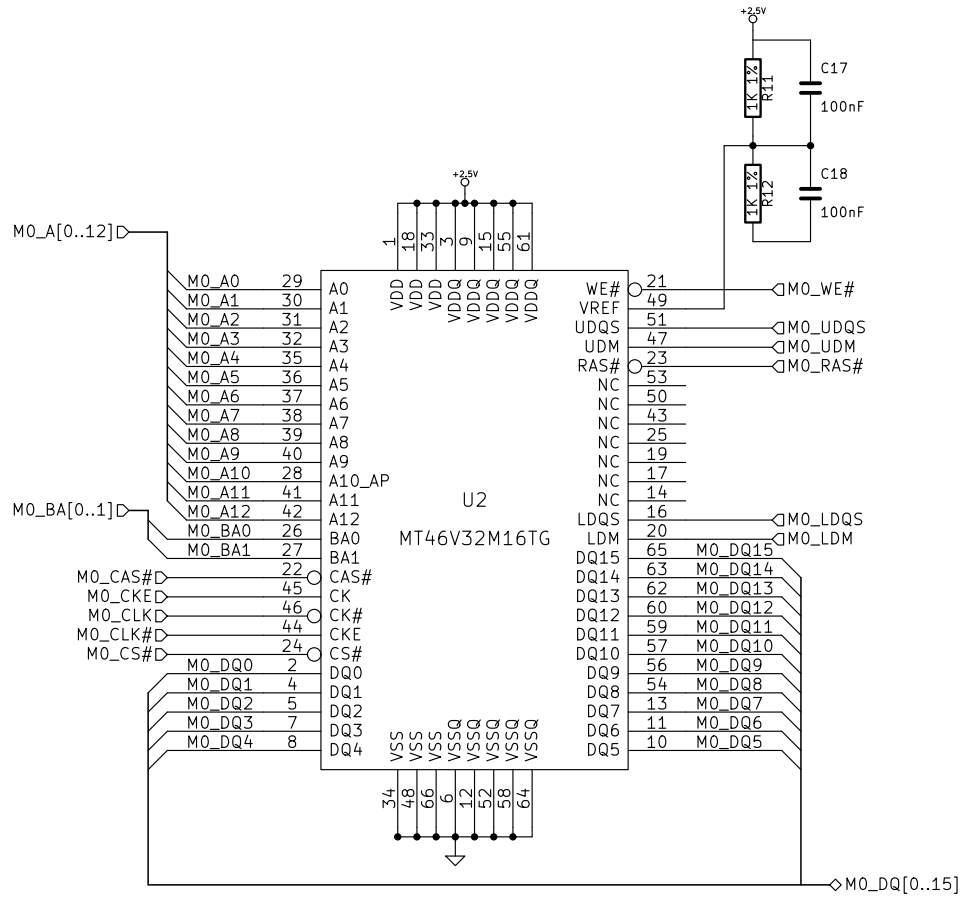 +2.5V
1K 1%
R11
C17
100nF
1K 1%
R12
C18
100nF
+2.5V
M0_A[0..12]
1 18 33 3 9 15 55 61
VDD VDD VDD VDDQ VDDQ VDDQ VDDQ VDDQ
M0_A0 29 A0
M0_A1 30 A1
M0_A2 31 A2
M0_A3 32 A3
M0_A4 35 A4
M0_A5 36 A5
M0_A6 37 A6
M0_A7 38 A7
M0_A8 39 A8
M0_A9 40 A9
M0_A10 28 A10_AP
M0_A11 41 A11
M0_A12 42 A12
M0_BA[0..1]
M0_BA0 26 BA0
M0_BA1 27 BA1
M0_CAS# 22 CAS#
M0_CKE 45 CK
M0_CLK 46 CK#
M0_CLK# 44 CKE
M0_CS# 24 CS#
M0_DQ0 2 DQ0
M0_DQ1 4 DQ1
M0_DQ2 5 DQ2
M0_DQ3 7 DQ3
M0_DQ4 8 DQ4
U2
MT46V32M16TG
WE# 21 M0_WE#
VREF 49
UDQS 51 M0_UDQS
UDM 47 M0_UDM
RAS# 23 M0_RAS#
NC 53
NC 50
NC 43
NC 25
NC 19
NC 17
NC 14
LDQS 16 M0_LDQS
LDM 20 M0_LDM
DQ15 65 M0_DQ15
DQ14 63 M0_DQ14
DQ13 62 M0_DQ13
DQ12 60 M0_DQ12
DQ11 59 M0_DQ11
DQ10 57 M0_DQ10
DQ9 56 M0_DQ9
DQ8 54 M0_DQ8
DQ7 13 M0_DQ7
DQ6 11 M0_DQ6
DQ5 10 M0_DQ5
VSS VSS VSS VSSQ VSSQ VSSQ VSSQ VSSQ
34 48 66 6 12 52 58 64
M0_DQ[0..15]